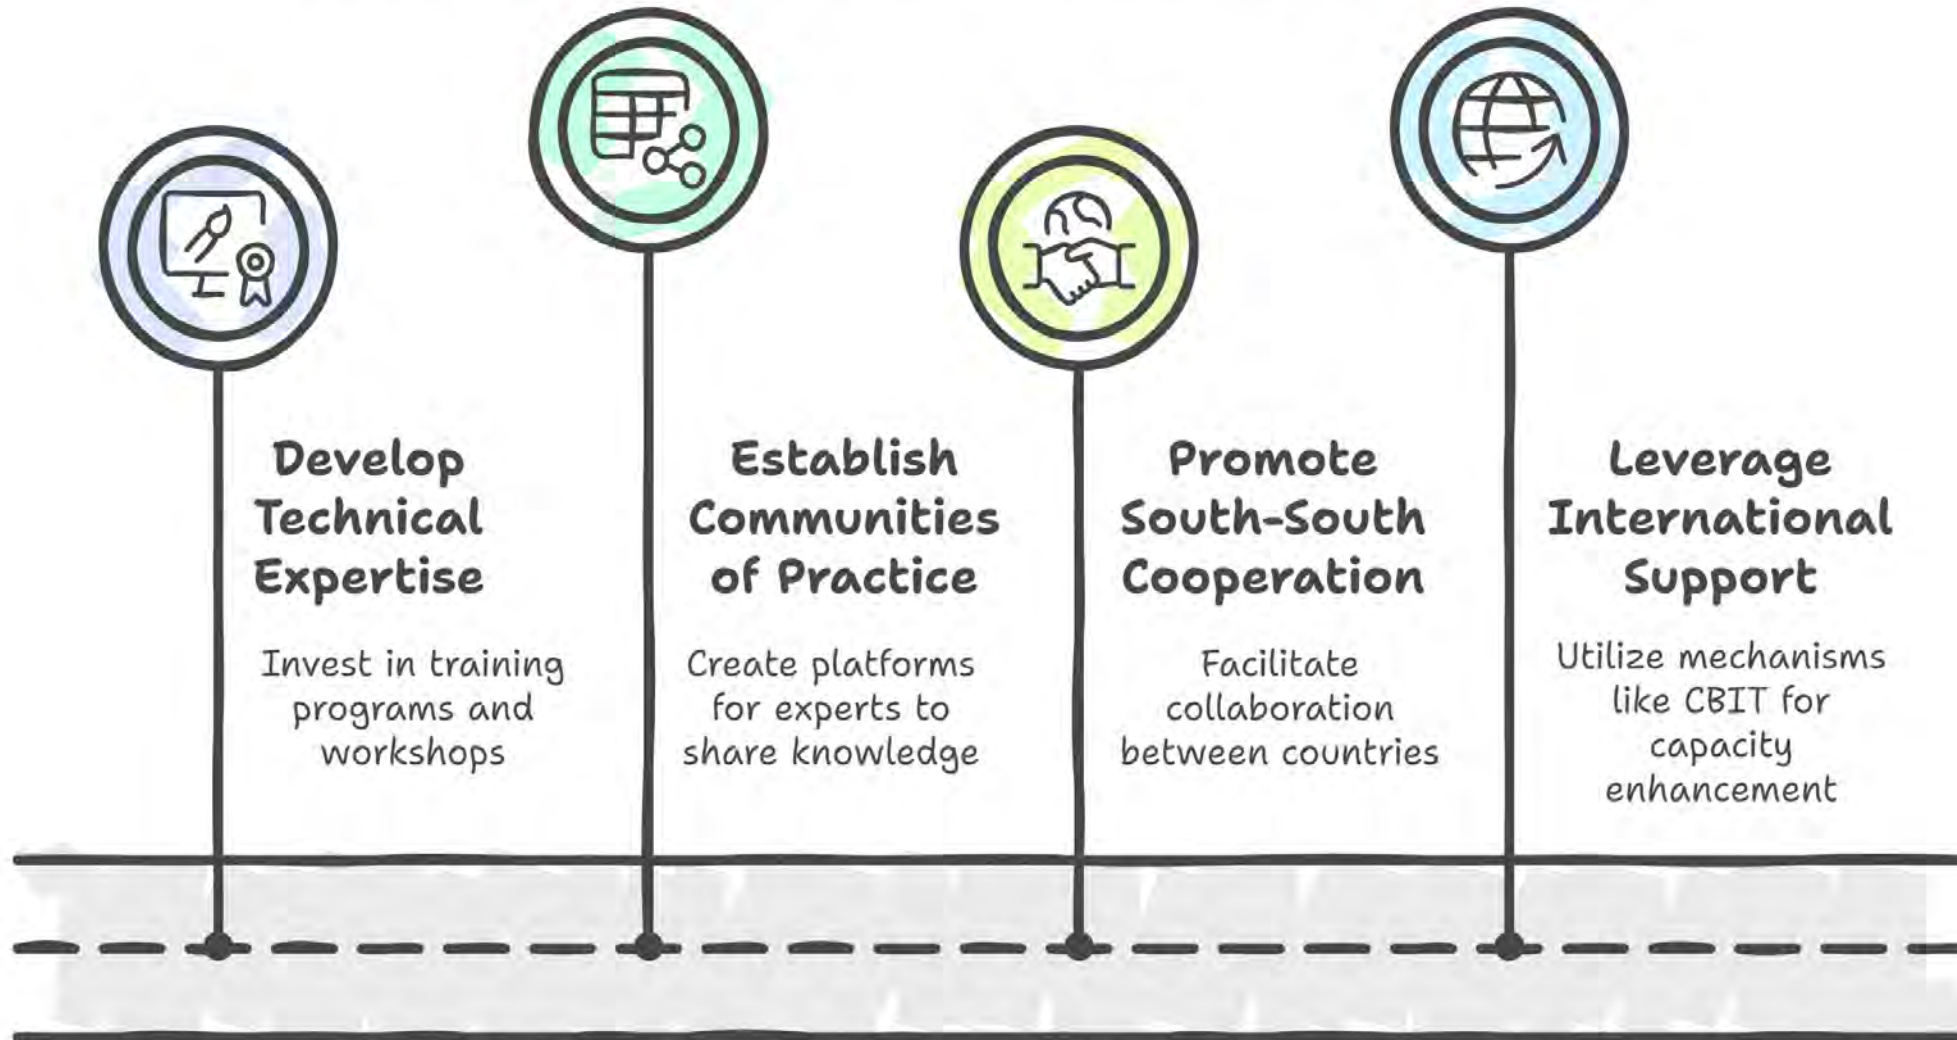 Develop
Technical
Expertise
Invest in training
programs and
workshops
Establish
Communities
of Practice
Create platforms
for experts to
share knowledge
Promote
South-South
Cooperation
Facilitate
collaboration
between countries
Leverage
International
Support
Utilize mechanisms
like CBIT for
capacity
enhancement